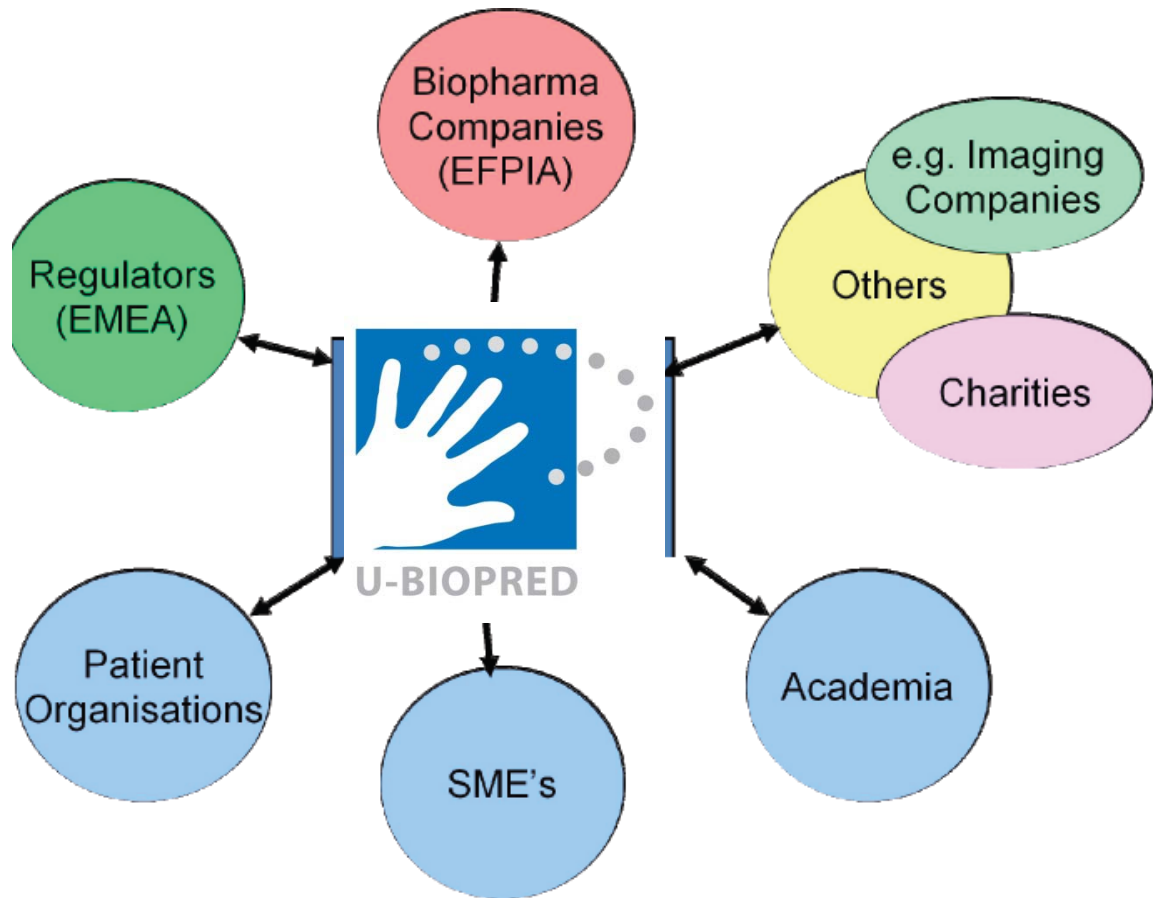 Biopharma
Companies
(EFPIA)
e.g. Imaging
Companies
Regulators
(EMEA)
Others
Charities
U-BIOPRED
Patient
Organisations
Academia
SME's